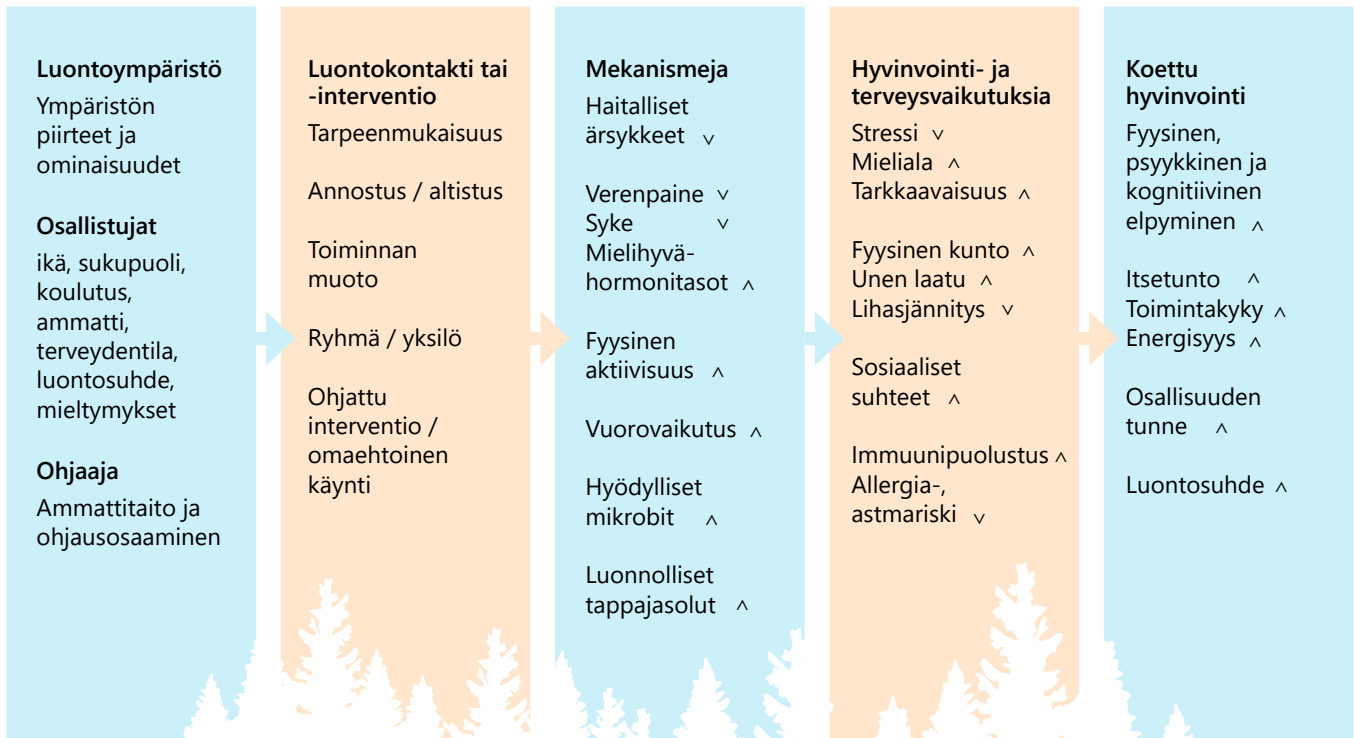 Luontoympäristö
Ympäristön
piirteet ja
ominaisuudet
Osallistujat
ikä, sukupuoli,
koulutus,
ammatti,
terveydentila,
luontosuhde,
mieltymykset
Ohjaaja
Ammattitaito ja
ohjausosaaminen
Luontokontakti tai
-interventio
Tarpeenmukaisuus
Annostus / altistus
Toiminnan
muoto
Ryhmä / yksilö
Ohjattu
interventio /
omaehtoinen
käynti
Mekanismeja
Haitalliset
ärsykkeet ˅
Verenpaine ˅
Syke ˅
Mielihyvä-
hormonitasot ˄
Fyysinen
aktiivisuus ˄
Vuorovaikutus ˄
Hyödylliset
mikrobit ˄
Luonnolliset
tappajasolut ˄
Hyvinvointi- ja
terveysvaikutuksia
Stressi ˅
Mieliala ˄
Tarkkaavaisuus ˄
Fyysinen kunto ˄
Unen laatu ˄
Lihasjännitys ˅
Sosiaaliset
suhteet ˄
Immuunipuolustus ˄
Allergia-,
astmariski ˅
Koettu
hyvinvointi
Fyysinen,
psyykkinen ja
kognitiivinen
elpyminen ˄
Itsetunto ˄
Toimintakyky ˄
Energisyys ˄
Osallisuuden
tunne ˄
Luontosuhde ˄